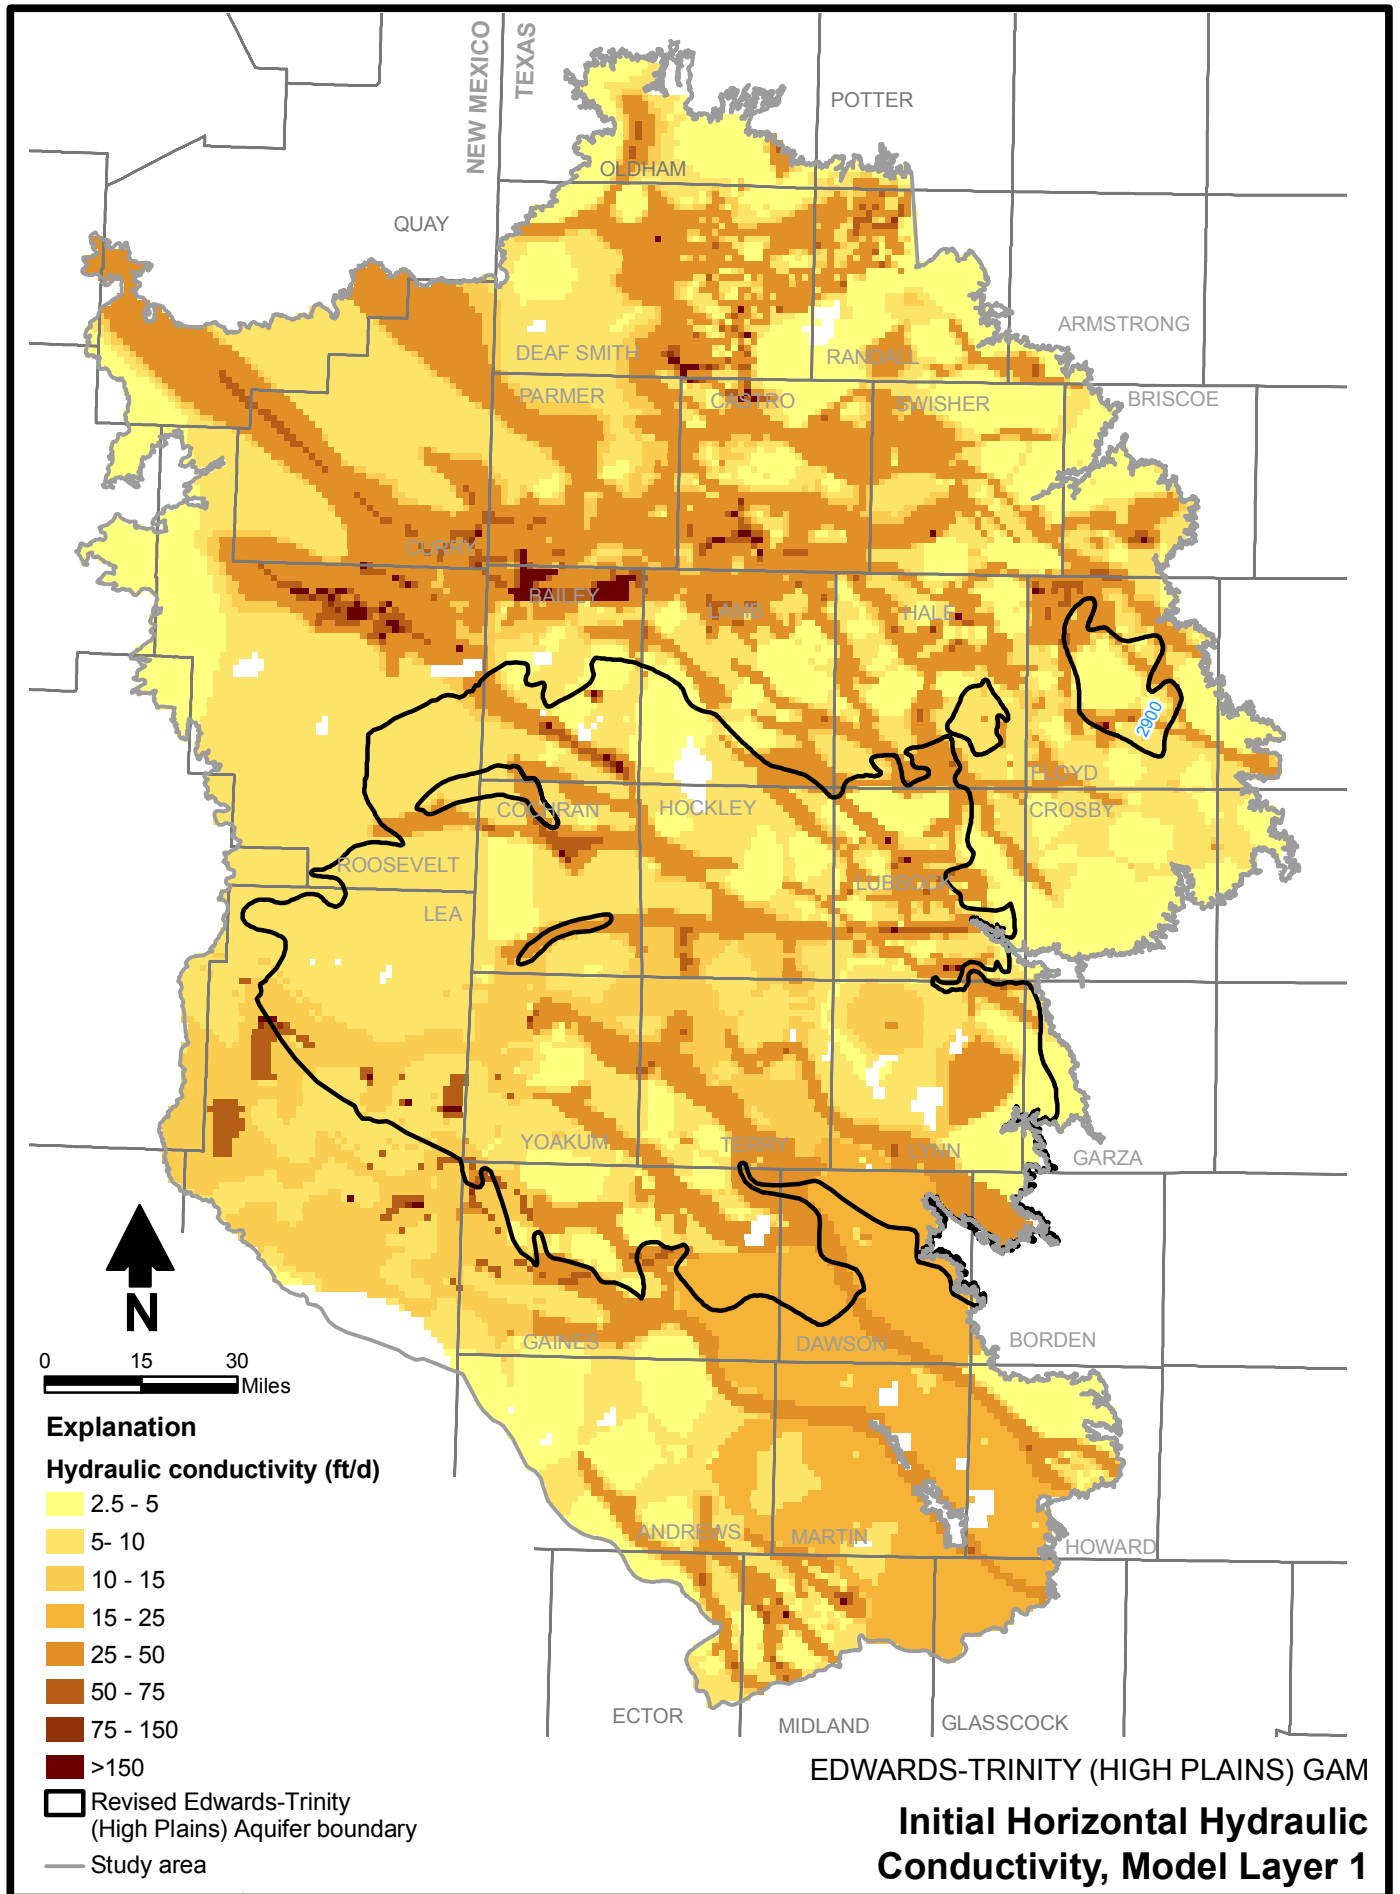 NEW MEXICO
TEXAS
POTTER
OLDHAM
QUAY
ARMSTRONG
DEAF SMITH
RANDALL
PARMER
CASTRO
SWISHER
BRISCOE
CURRY
BAILEY
LAMB
HALE
2900
FLOYD
COCHRAN
HOCKLEY
CROSBY
ROOSEVELT
LUBBOCK
LEA
YOAKUM
TERRY
LYNN
GARZA
N
GAINES
DAWSON
BORDEN
0 15 30
Miles
Explanation
Hydraulic conductivity (ft/d)
2.5 - 5
5- 10
10 - 15
15 - 25
25 - 50
50 - 75
75 - 150
>150
Revised Edwards-Trinity
(High Plains) Aquifer boundary
Study area
ANDREWS
MARTIN
HOWARD
ECTOR
MIDLAND
GLASSCOCK
EDWARDS-TRINITY (HIGH PLAINS) GAM
Initial Horizontal Hydraulic
Conductivity, Model Layer 1